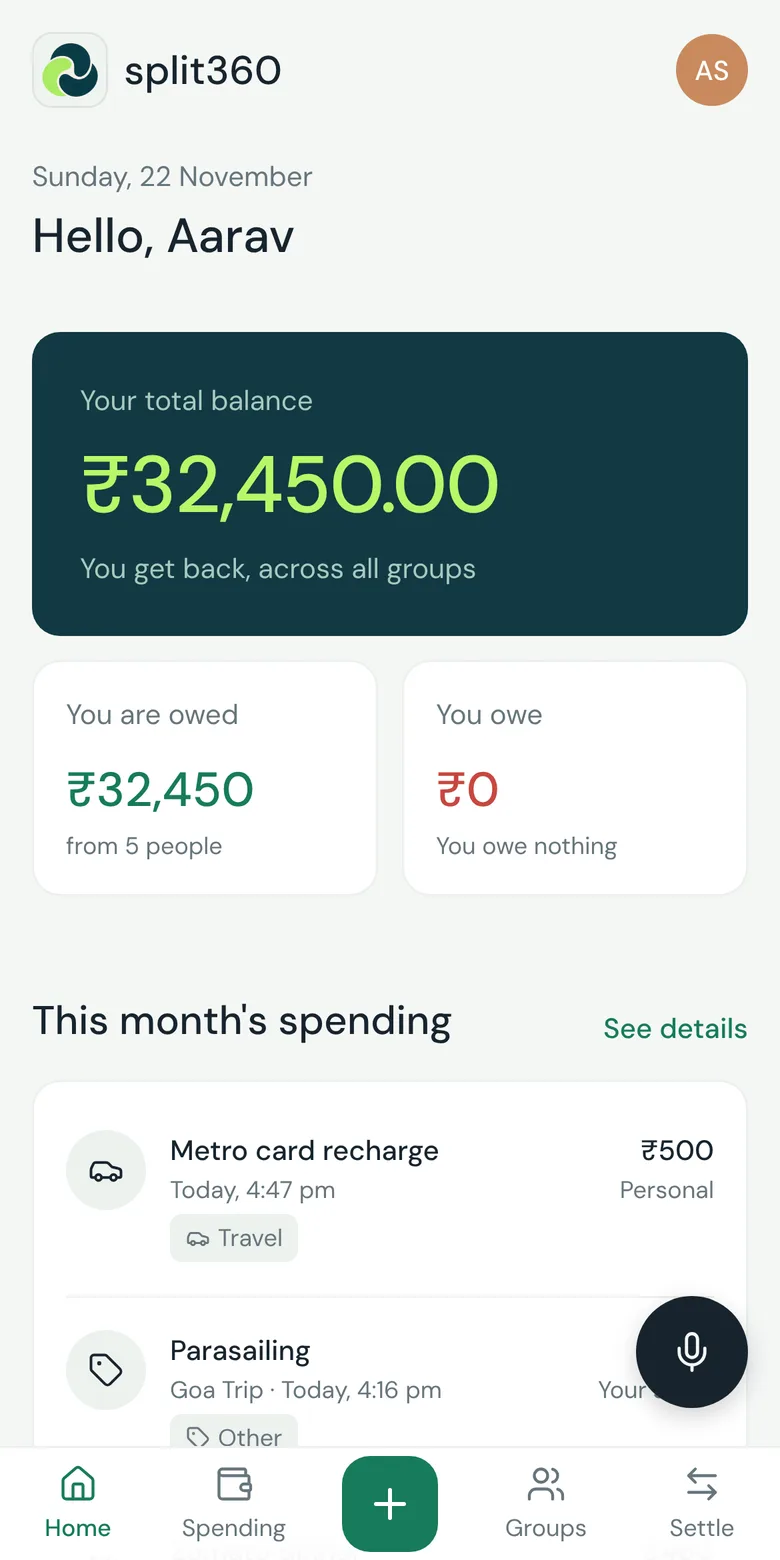 split360
AS
Sunday, 22 November
Hello, Aarav
Your total balance
₹32,450.00
You get back, across all groups
You are owed
₹32,450
from 5 people
You owe
₹0
You owe nothing
This month's spending
See details
Metro card recharge
₹500
Today, 4:47 pm
Personal
Travel
Parasailing
Goa Trip · Today, 4:16 pm
Your
Other
Home
Spending
Groups
Settle